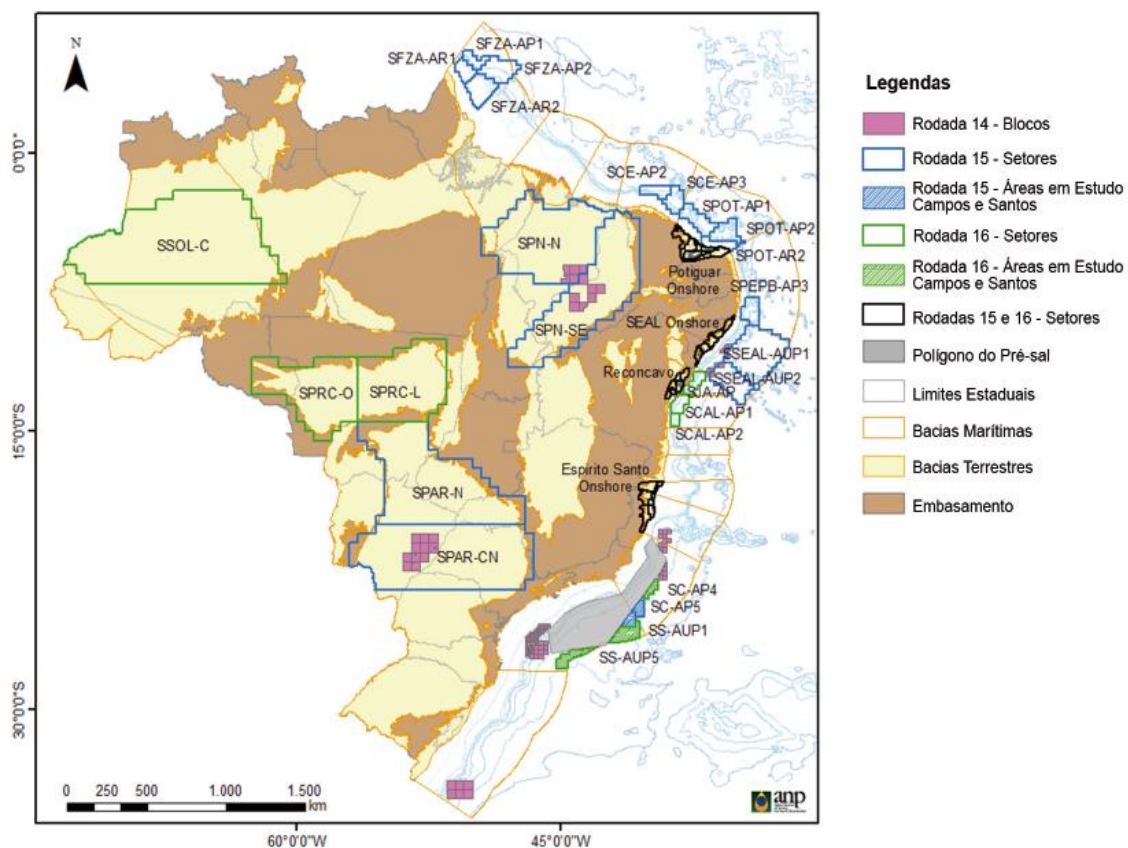 N
SFZA-AP1
SFZA-AR1
SFZA-AP2
SFZA-AR2
0°0'0"
SCE-AP2
SCE-AP3
SPOT-AP1
SPOT-AP2
SPOT-AR2
SSOL-C
SPN-N
Potiguar
Onshore
SPEPB-AP3
SPN-SE
SEAL Onshore
SSEAL-AUP1
Reconcavo
SSEAL-AUP2
SPRC-O
SPRC-L
SJA-AR
SCAL-AP1
SCAL-AP2
15°0'0"S
Espirito Santo
Onshore
SPAR-N
SPAR-CN
SC-AP4
SC-AP5
SS-AUP1
SS-AUP5
30°0'0"S
0 250 500 1.000 1.500
km
anp
60°0'0"W
45°0'0"W
Legendas
Rodada 14 - Blocos
Rodada 15 - Setores
Rodada 15 - Áreas em Estudo
Campos e Santos
Rodada 16 - Setores
Rodada 16 - Áreas em Estudo
Campos e Santos
Rodadas 15 e 16 - Setores
Polígono do Pré-sal
Limites Estaduais
Bacias Marítimas
Bacias Terrestres
Embasamento